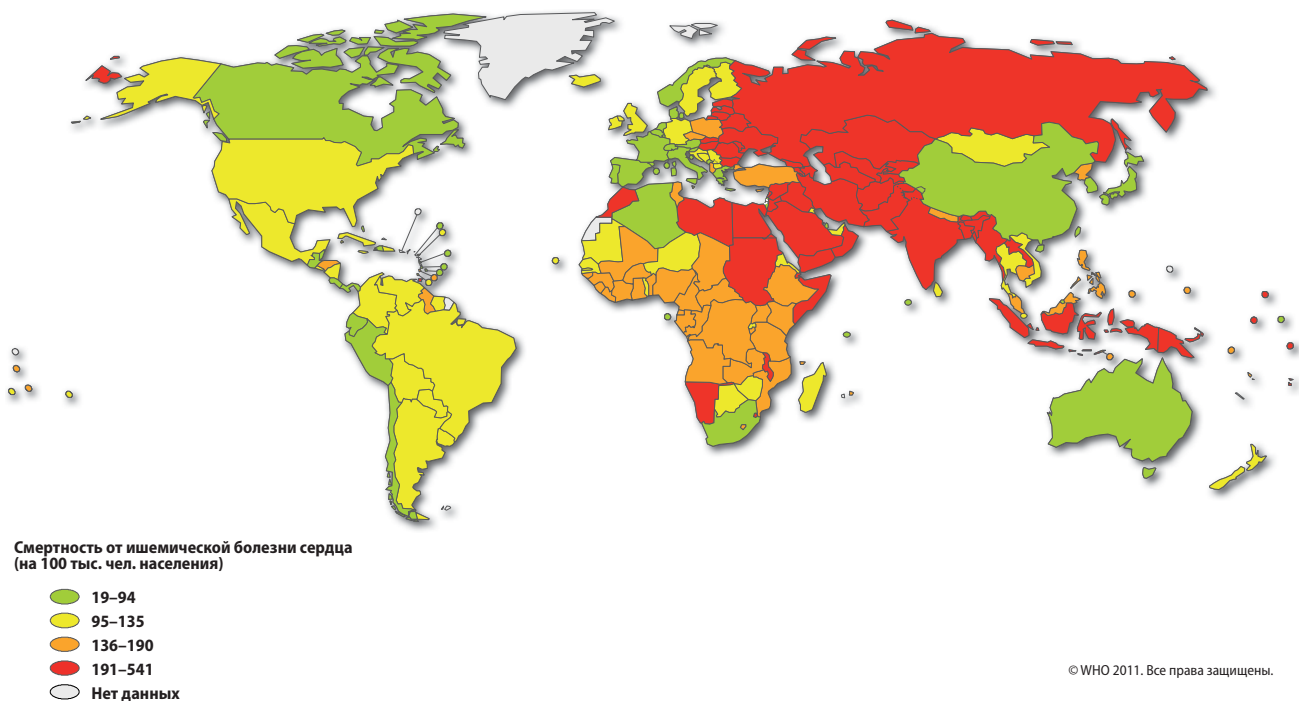 Смертность от ишемической болезни сердца
(на 100 тыс. чел. населения)
19–94
95–135
136–190
191–541
Нет данных
© WHO 2011. Все права защищены.